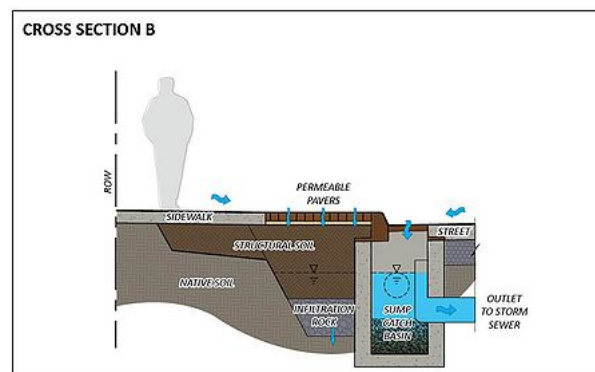 CROSS SECTION B
ROW
PERMEABLE
PAVERS
SIDEWALK
STREET
STRUCTURAL SOIL
NATIVE SOIL
INFILTRATION
ROCK
SUMP
CATCH
BASIN
OUTLET
TO STORM
SEWER